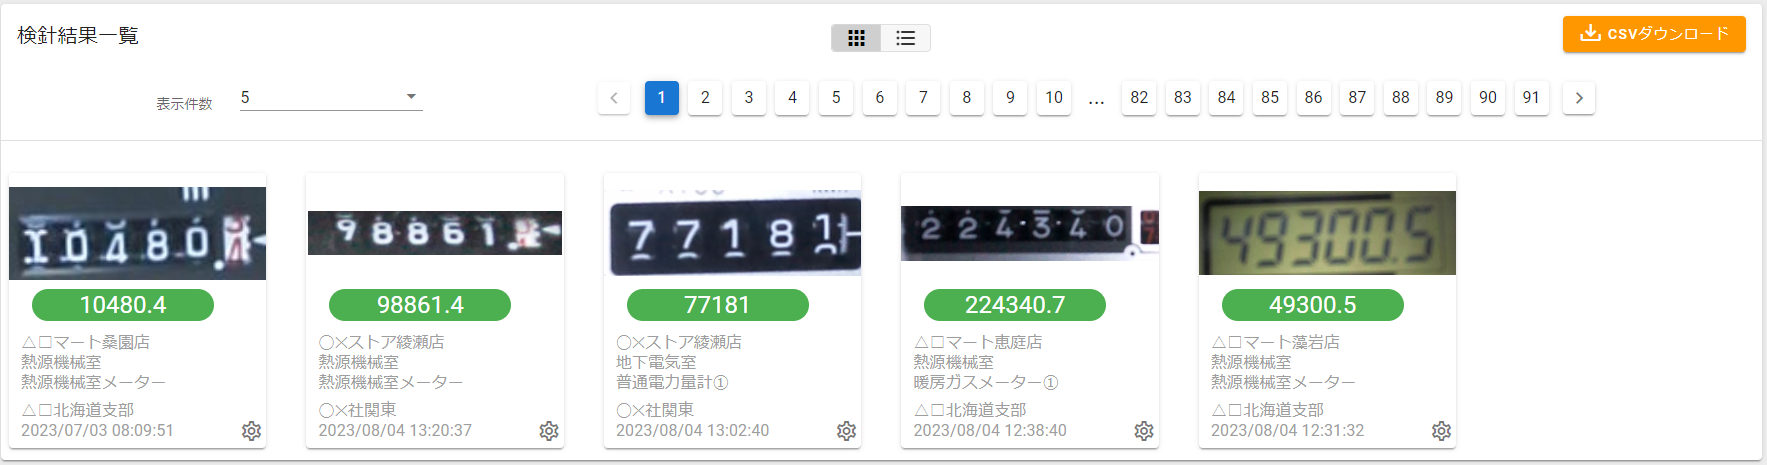 検針結果一覧
CSVダウンロード
表示件数 5
1 2 3 4 5 6 7 8 9 10 ... 82 83 84 85 86 87 88 89 90 91
10480
98861
77181
224340
49300.5
10480.4
98861.4
77181
224340.7
49300.5
△□マート桑園店
熱源機械室
熱源機械室メーター
△□北海道支部
2023/07/03 08:09:51
○×ストア綾瀬店
熱源機械室
熱源機械室メーター
○×社関東
2023/08/04 13:20:37
○×ストア綾瀬店
地下電気室
普通電力量計①
○×社関東
2023/08/04 13:02:40
△□マート恵庭店
熱源機械室
暖房ガスメーター①
△□北海道支部
2023/08/04 12:38:40
△□マート藻岩店
熱源機械室
熱源機械室メーター
△□北海道支部
2023/08/04 12:31:32